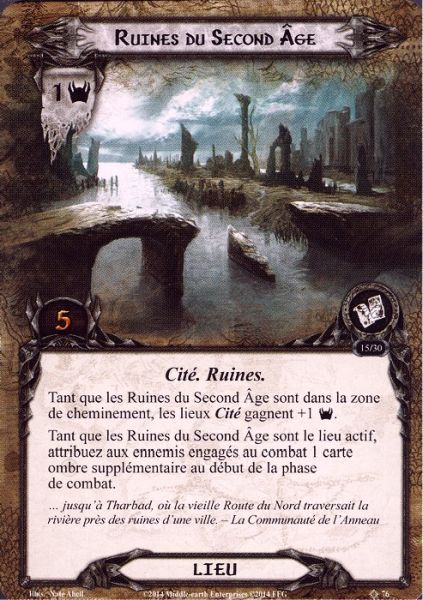 Ruines du Second Âge
1
5
15/30
Cité. Ruines.
Tant que les Ruines du Second Âge sont dans la zone
de cheminement, les lieux Cité gagnent +1 .
Tant que les Ruines du Second Âge sont le lieu actif,
attribuez aux ennemis engagés au combat 1 carte
ombre supplémentaire au début de la phase
de combat.
… jusqu'à Tharbad, où la vieille Route du Nord traversait la
rivière près des ruines d'une ville. – La Communauté de l'Anneau
LIEU
Illus. Nate Abell
©2014 Middle-earth Enterprises ©2014 FFG
76